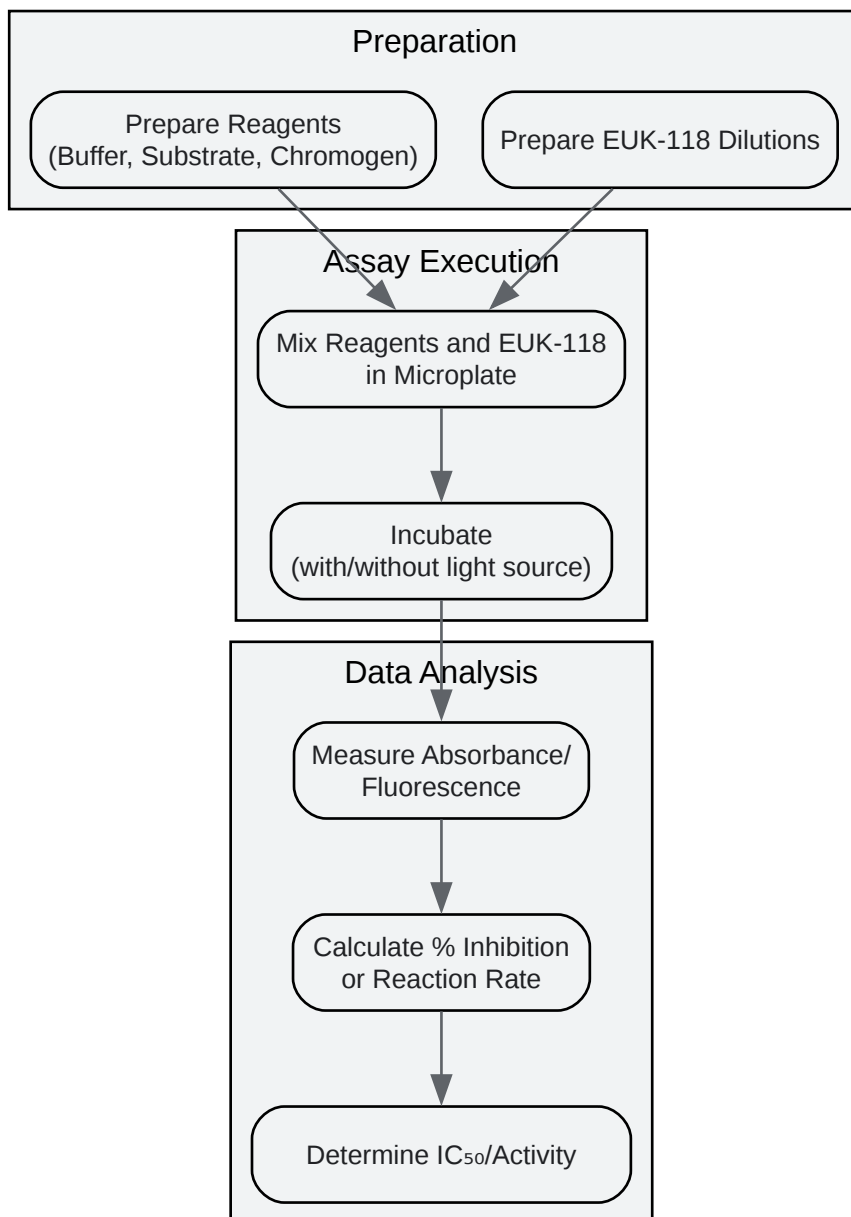 Preparation
Prepare Reagents
(Buffer, Substrate, Chromogen)
Prepare EUK-118 Dilutions
Assay Execution
Mix Reagents and EUK-118
in Microplate
Incubate
(with/without light source)
Data Analysis
Measure Absorbance/
Fluorescence
Calculate % Inhibition
or Reaction Rate
Determine IC₅₀/Activity